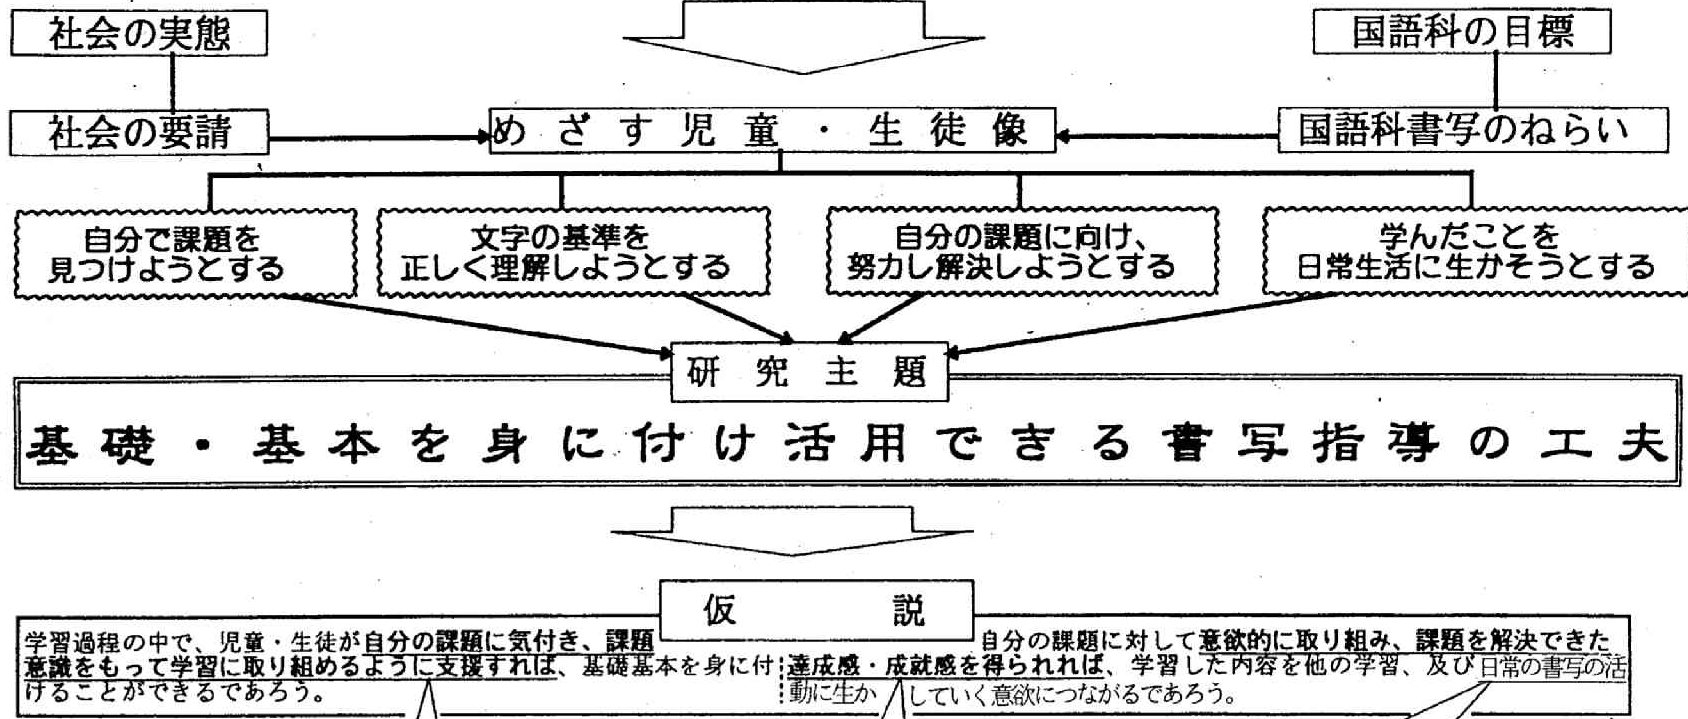 社会の実態
国語科の目標
社会の要請
めざす児童・生徒像
国語科書写のねらい
自分で課題を
見つけようとする
文字の基準を
正しく理解しようとする
自分の課題に向け、
努力し解決しようとする
学んだことを
日常生活に生かそうとする
研究主題
基礎・基本を身に付け活用できる書写指導の工夫
仮説
学習過程の中で、児童・生徒が自分の課題に気付き、課題
意識をもって学習に取り組めるように支援すれば、基礎基本を身に付
けることができるであろう。
自分の課題に対して意欲的に取り組み、課題を解決できた
達成感・成就感を得られれば、学習した内容を他の学習、及び日常の書写の活
動に生かしていく意欲につながるであろう。